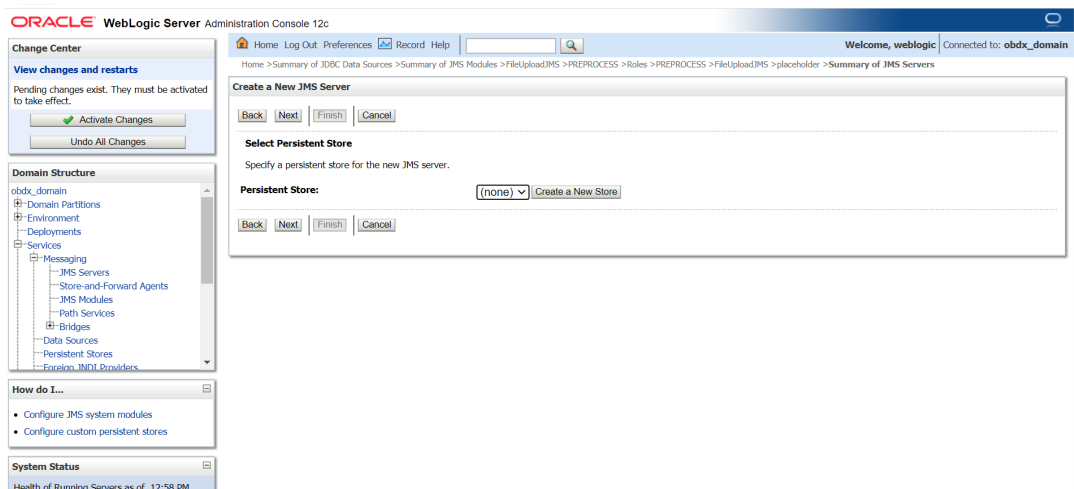 ORACLE WebLogic Server Administration Console 12c
Change Center
View changes and restarts
Pending changes exist. They must be activated
to take effect.
Activate Changes
Undo All Changes
Domain Structure
obdx_domain
Domain Partitions
Environment
Deployments
Services
Messaging
JMS Servers
Store-and-Forward Agents
JMS Modules
Path Services
Bridges
Data Sources
Persistent Stores
Foreign JNDI Providers
How do I...
Configure JMS system modules
Configure custom persistent stores
System Status
Health of Running Servers as of 12:58 PM
Home Log Out Preferences Record Help
Welcome, weblogic Connected to: obdx_domain
Home >Summary of JDBC Data Sources >Summary of JMS Modules >FileUploadJMS >PREPROCESS >Roles >PREPROCESS >FileUploadJMS >placeholder >Summary of JMS Servers
Create a New JMS Server
Back Next Finish Cancel
Select Persistent Store
Specify a persistent store for the new JMS server.
Persistent Store: (none) Create a New Store
Back Next Finish Cancel